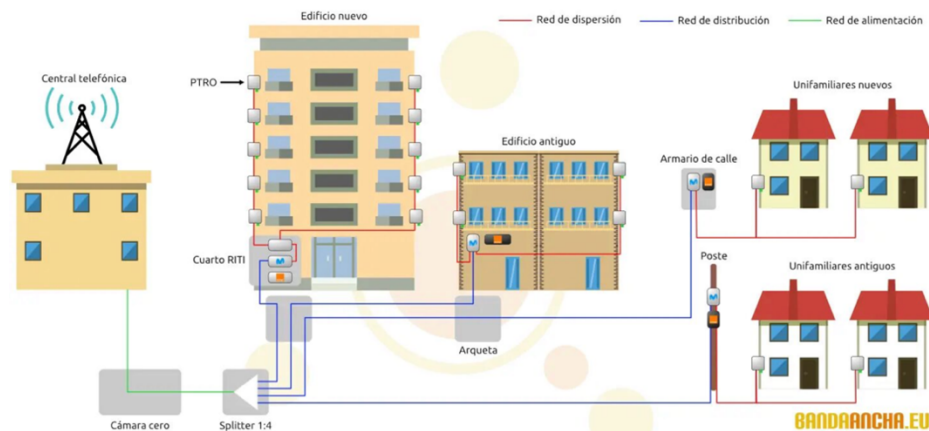 Edificio nuevo
Red de dispersión
Red de distribución
Red de alimentación
Central telefónica
PTRO
Unifamiliares nuevos
Edificio antiguo
Armario de calle
Cuarto RITI
Poste
Unifamiliares antiguos
Arqueta
Cámara cero
Splitter 1:4
BANDAANCHA.EU